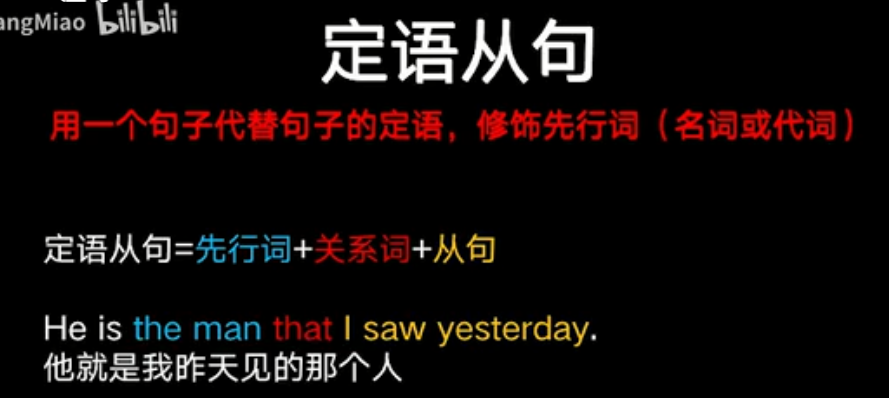 angMiao bilibili
定语从句
用一个句子代替句子的定语，修饰先行词（名词或代词）
定语从句=先行词+关系词+从句
He is the man that I saw yesterday.
他就是我昨天见的那个人